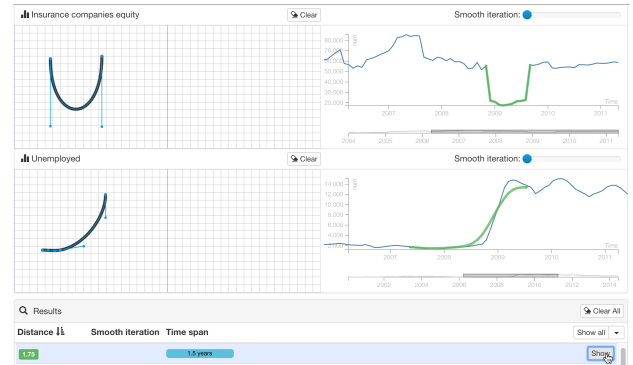 Insurance companies equity
Clear
Smooth iteration:
80,000
num
70,000
60,000
50,000
40,000
30,000
20,000
Time
2007 2008 2009 2010 2011
2004 2005 2006 2007 2008 2009 2010 2011
Unemployed
Clear
Smooth iteration:
14,000
num
12,000
10,000
8,000
6,000
4,000
Time
2007 2008 2009 2010 2011
2002 2004 2006 2008 2010 2012 2014
Results
Clear All
Distance Smooth iteration Time span
Show all
1.75
1.5 years
Show